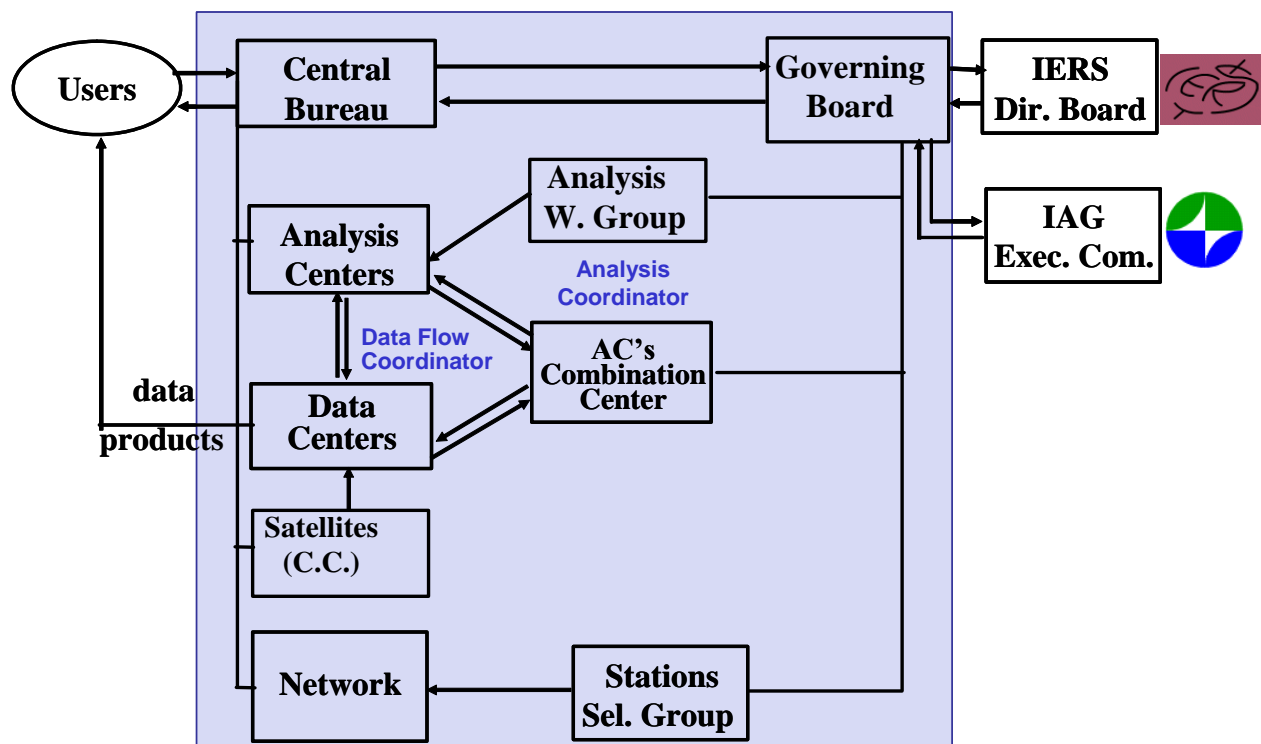 Users
Central
Bureau
Governing
Board
IERS
Dir. Board
Analysis
W. Group
IAG
Exec. Com.
Analysis
Centers
Analysis
Coordinator
Data Flow
Coordinator
AC's
Combination
Center
data
products
Data
Centers
Satellites
(C.C.)
Network
Stations
Sel. Group